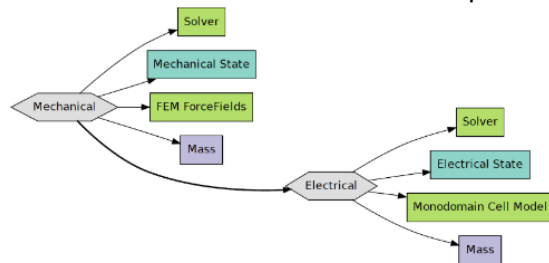 Solver
Mechanical State
Mechanical
FEM ForceFields
Mass
Solver
Electrical State
Electrical
Monodomain Cell Model
Mass